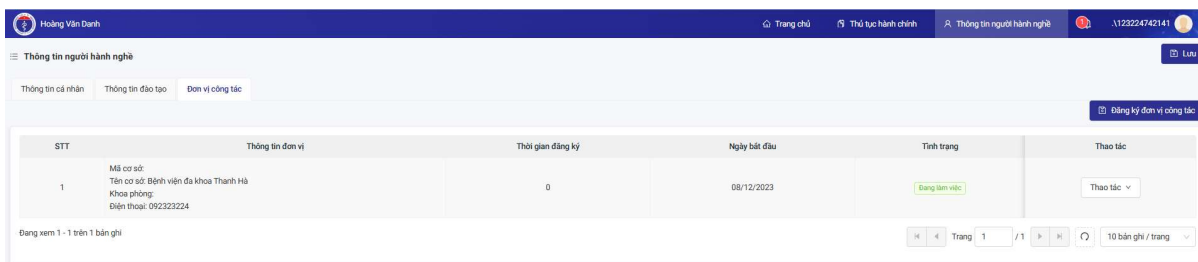 Hoàng Văn Danh
Trang chủ
Thủ tục hành chính
Thông tin người hành nghề
1
.\123224742141
Thông tin người hành nghề
Lưu
Thông tin cá nhân
Thông tin đào tạo
Đơn vị công tác
Đăng ký đơn vị công tác
STT
Thông tin đơn vị
Thời gian đăng ký
Ngày bắt đầu
Tình trạng
Thao tác
1
Mã cơ sở:
Tên cơ sở: Bệnh viện đa khoa Thanh Hà
Khoa phòng:
Điện thoại: 092323224
0
08/12/2023
Đang làm việc
Thao tác
Đang xem 1 - 1 trên 1 bản ghi
Trang 1 / 1
10 bản ghi / trang